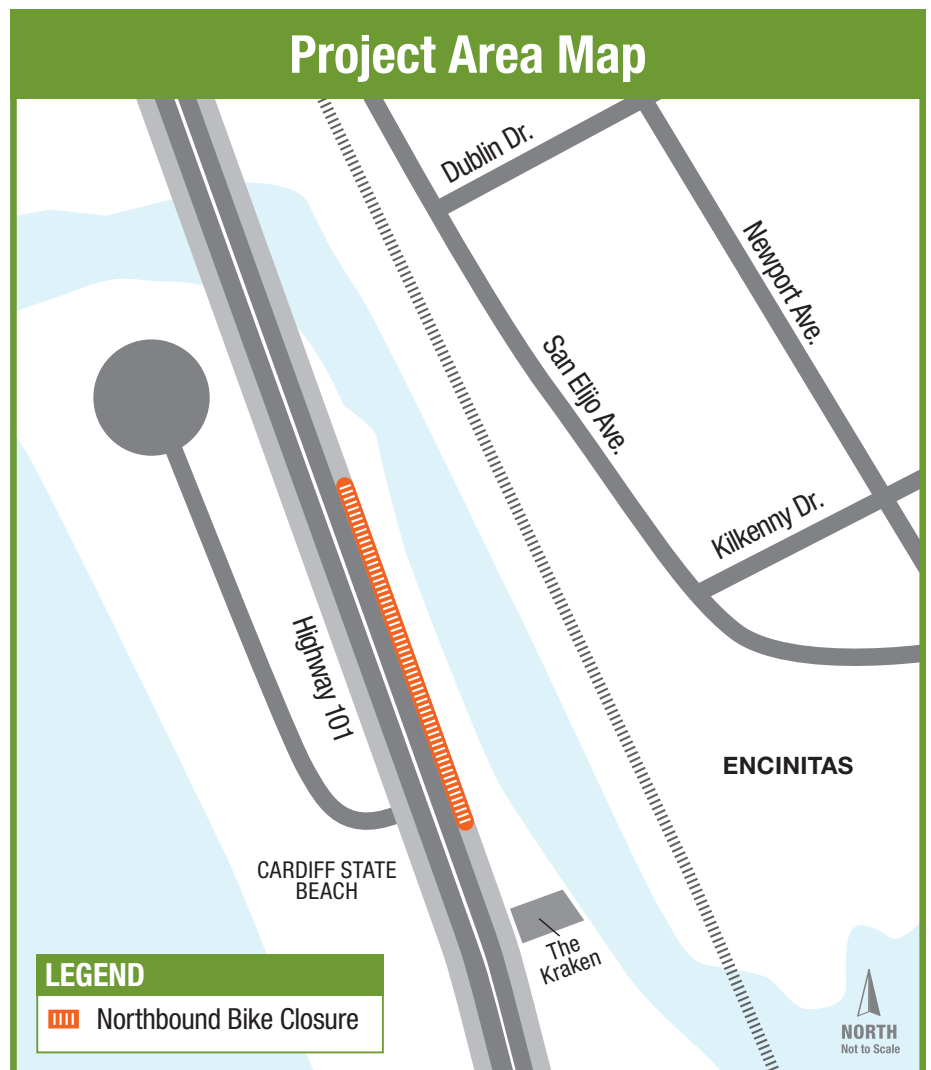 Project Area Map
Dublin Dr.
Newport Ave.
San Elijo Ave.
Kilkenny Dr.
Highway 101
ENCINITAS
CARDIFF STATE
BEACH
The
Kraken
LEGEND
Northbound Bike Closure
NORTH
Not to Scale